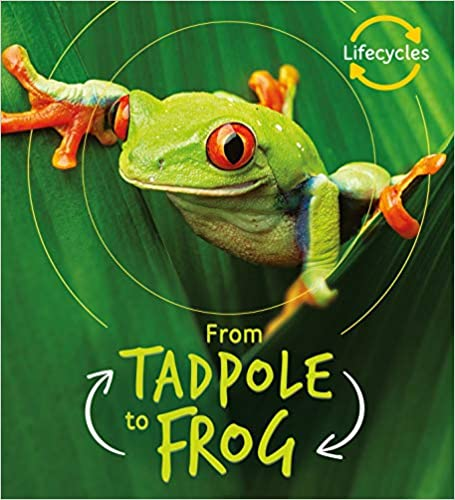 Lifecycles
From
TADPOLE
to FROG